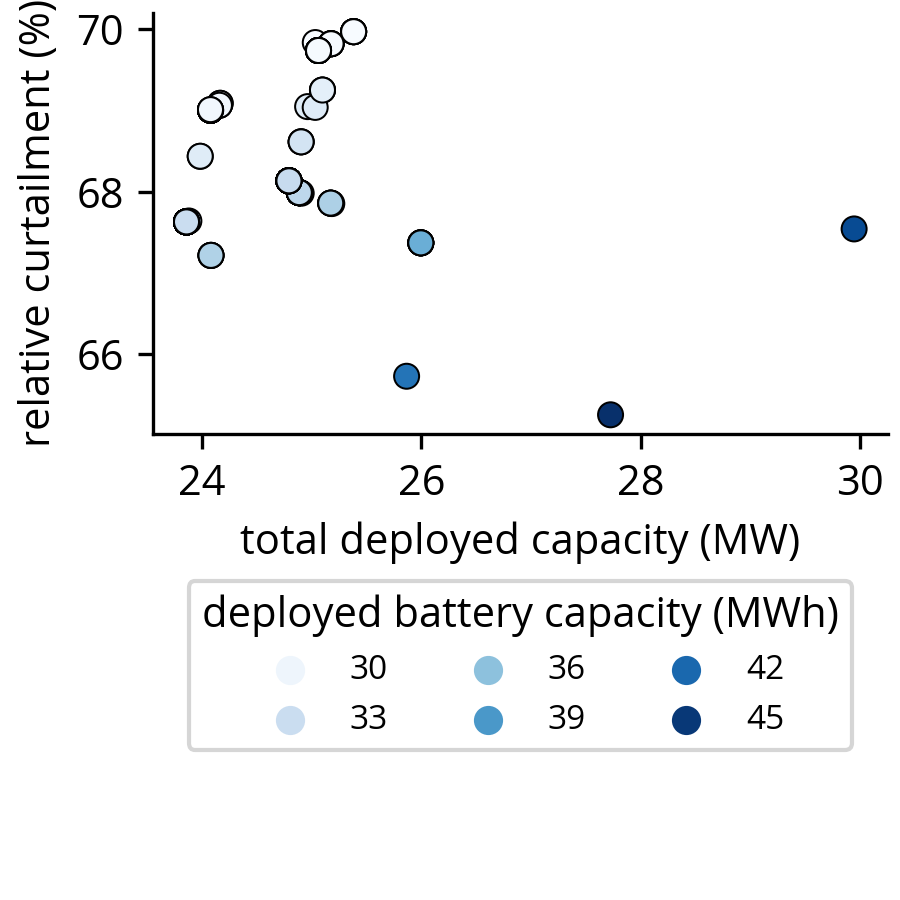 relative curtailment (%)
70
68
66
24 26 28 30
total deployed capacity (MW)
deployed battery capacity (MWh)
30 36 42
33 39 45